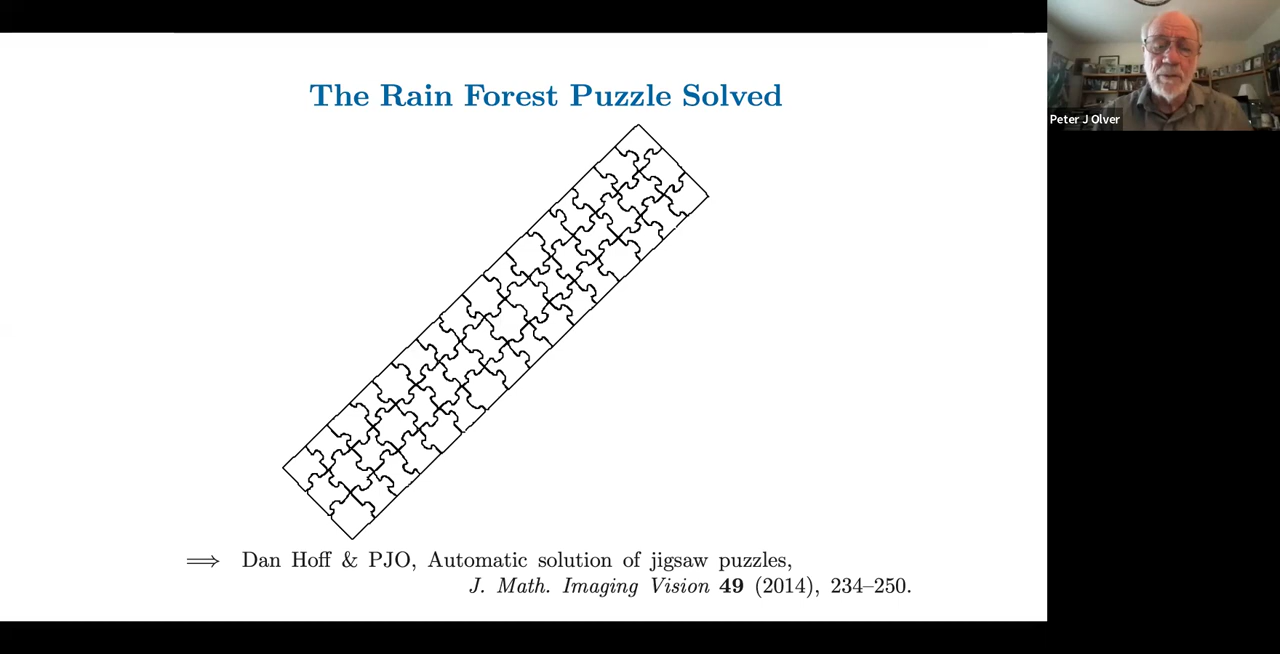 The Rain Forest Puzzle Solved
Peter J Olver
⟹ Dan Hoff & PJO, Automatic solution of jigsaw puzzles,
J. Math. Imaging Vision 49 (2014), 234–250.